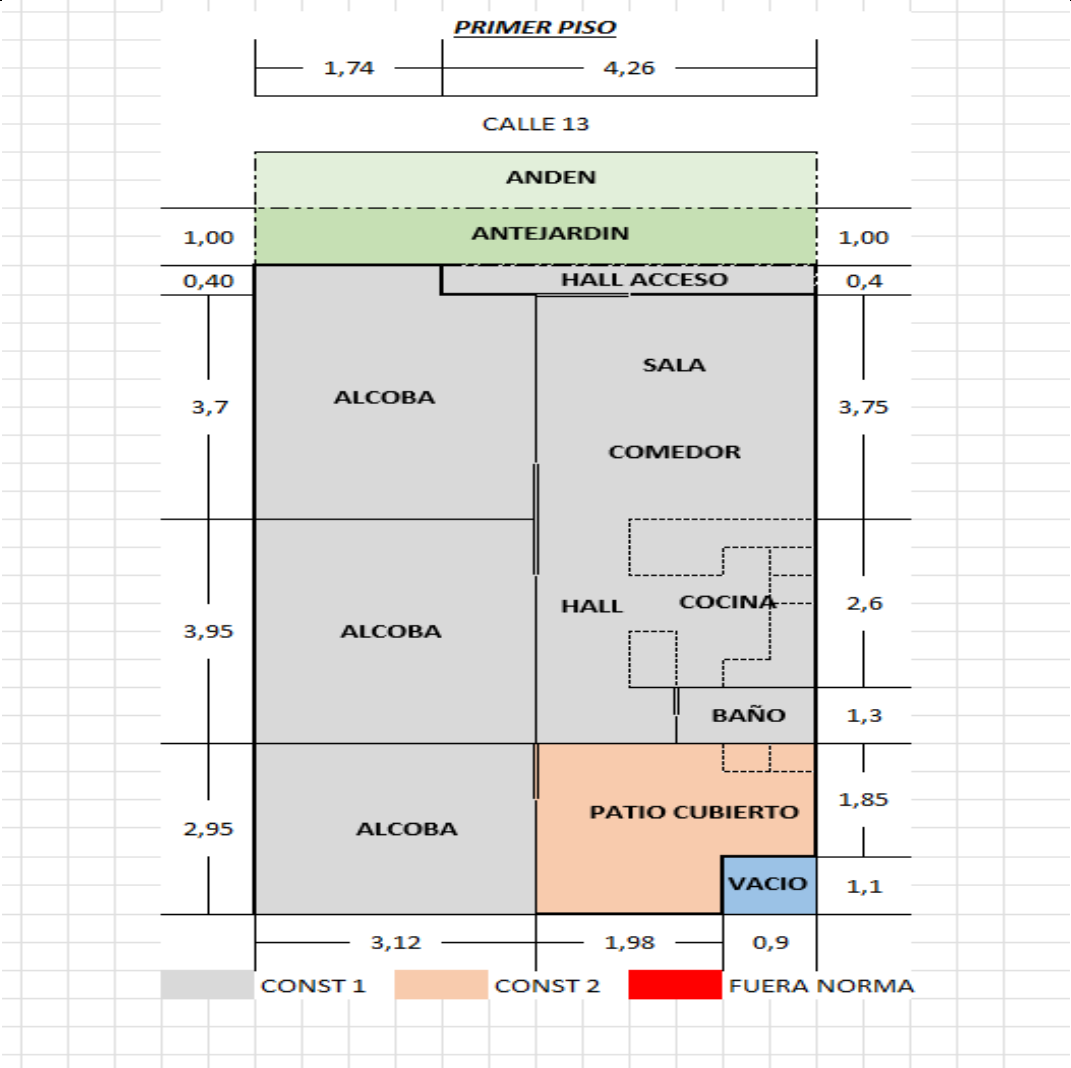 PRIMER PISO
1,74 4,26
CALLE 13
ANDEN
1,00 ANTEJARDIN 1,00
0,40 HALL ACCESO 0,4
SALA
ALCOBA
3,7 3,75
COMEDOR
HALL COCINA 2,6
3,95 ALCOBA
BAÑO 1,3
1,85
PATIO CUBIERTO
2,95 ALCOBA
VACIO 1,1
3,12 1,98 0,9
CONST 1 CONST 2 FUERA NORMA